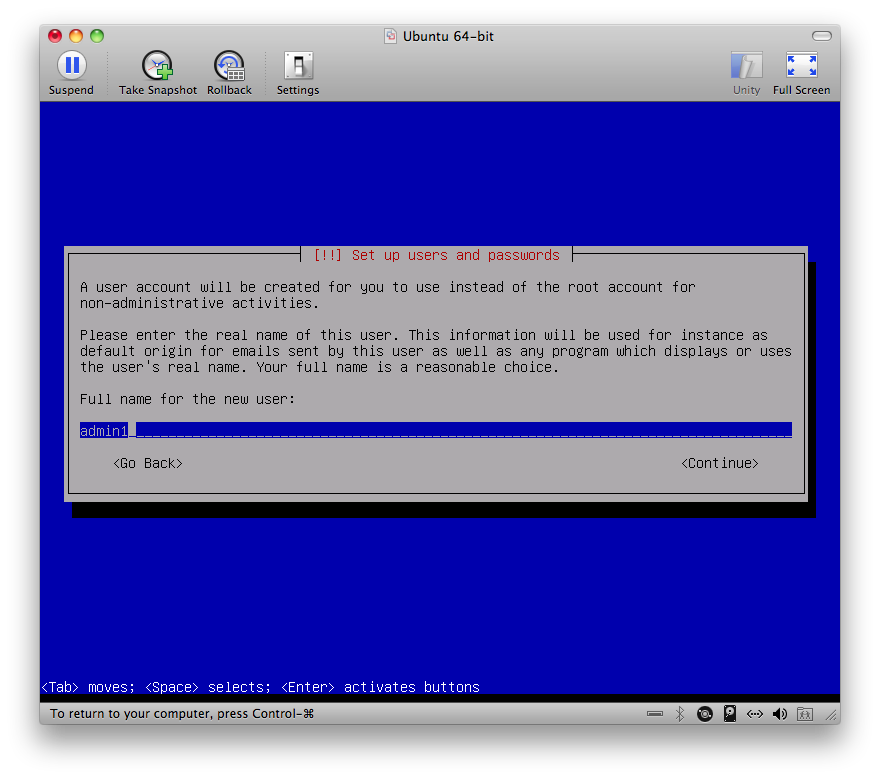 Ubuntu 64-bit
Suspend
Take Snapshot
Rollback
Settings
Unity
Full Screen
[!!] Set up users and passwords
A user account will be created for you to use instead of the root account for
non-administrative activities.
Please enter the real name of this user. This information will be used for instance as
default origin for emails sent by this user as well as any program which displays or uses
the user's real name. Your full name is a reasonable choice.
Full name for the new user:
admin1
<Go Back>
<Continue>
<Tab> moves; <Space> selects; <Enter> activates buttons
To return to your computer, press Control-⌘